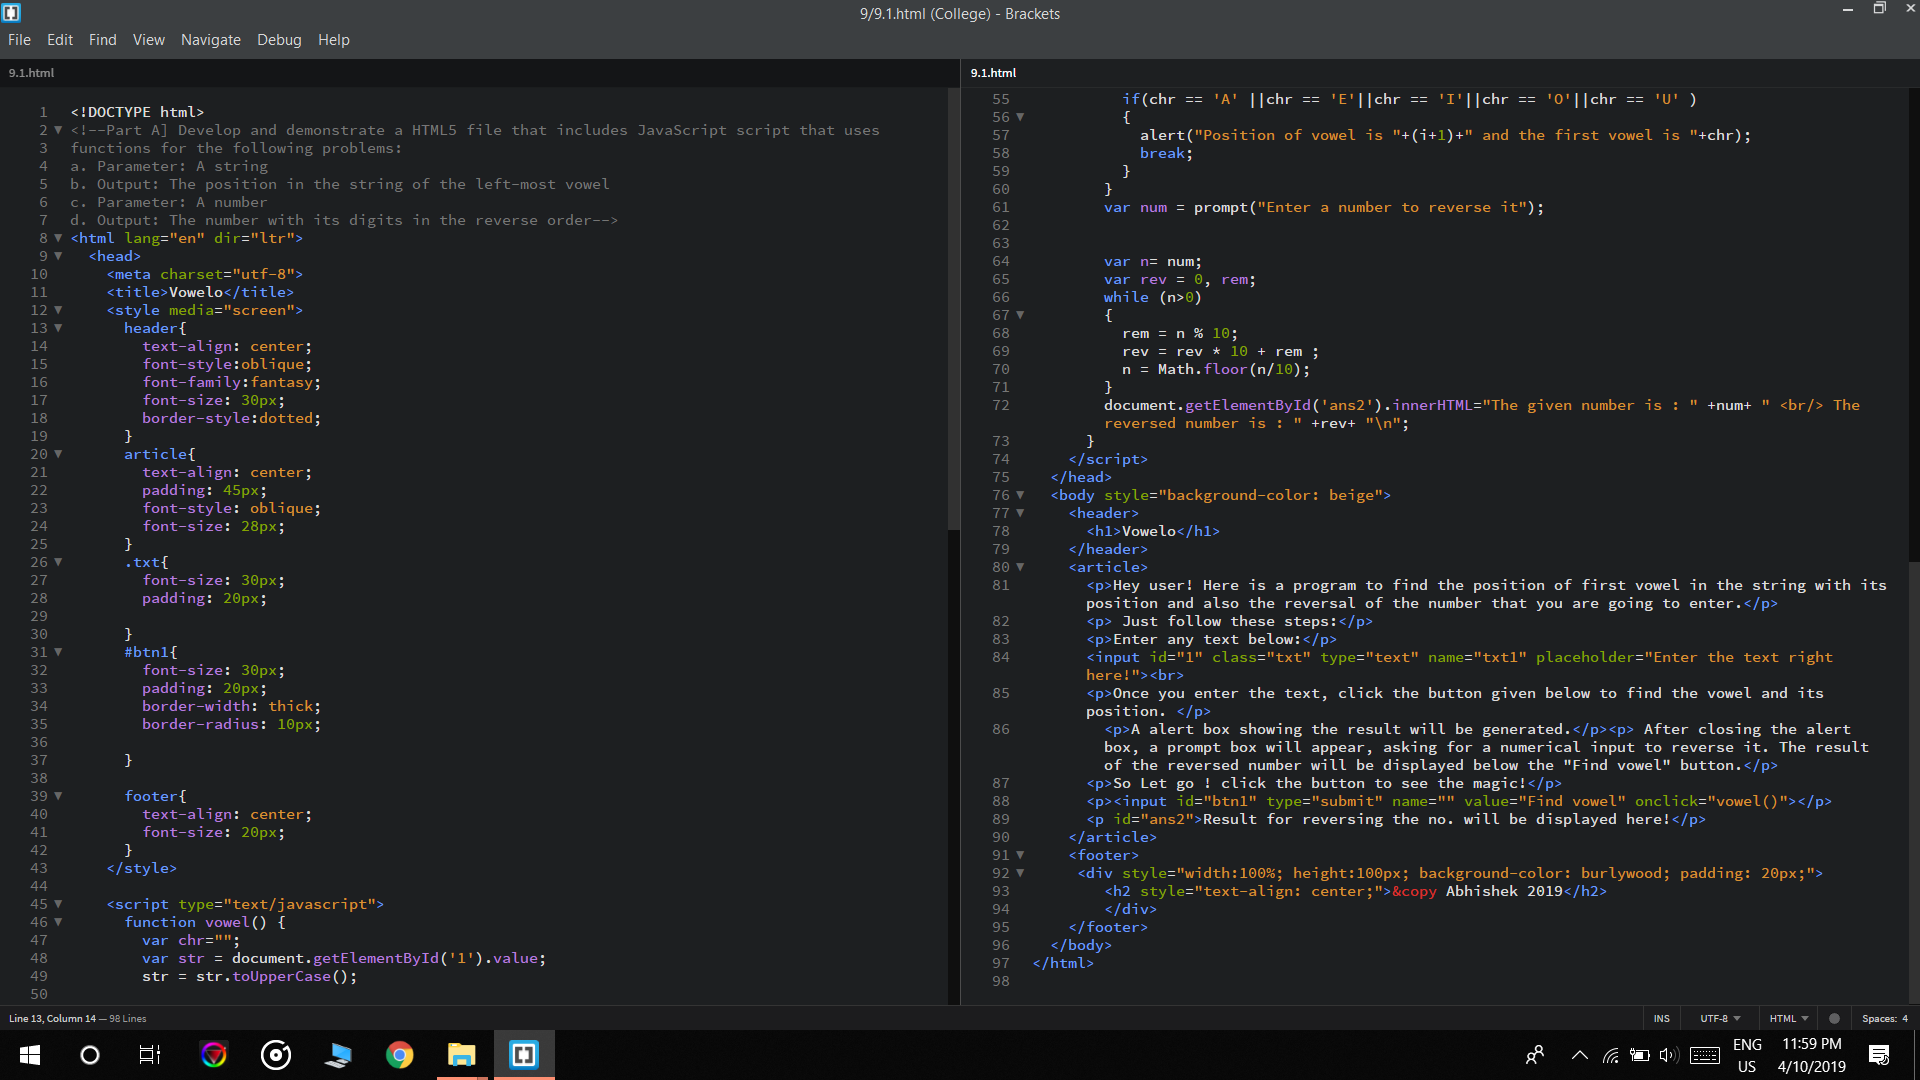 9/9.1.html (College) - Brackets
File Edit Find View Navigate Debug Help
9.1.html
1 <!DOCTYPE html>
2 <!--Part A] Develop and demonstrate a HTML5 file that includes JavaScript script that uses
3 functions for the following problems:
4 a. Parameter: A string
5 b. Output: The position in the string of the left-most vowel
6 c. Parameter: A number
7 d. Output: The number with its digits in the reverse order-->
8 <html lang="en" dir="ltr">
9 <head>
10 <meta charset="utf-8">
11 <title>Vowelo</title>
12 <style media="screen">
13 header{
14 text-align: center;
15 font-style:oblique;
16 font-family:fantasy;
17 font-size: 30px;
18 border-style:dotted;
19 }
20 article{
21 text-align: center;
22 padding: 45px;
23 font-style: oblique;
24 font-size: 28px;
25 }
26 .txt{
27 font-size: 30px;
28 padding: 20px;
29
30 }
31 #btn1{
32 font-size: 30px;
33 padding: 20px;
34 border-width: thick;
35 border-radius: 10px;
36
37 }
38
39 footer{
40 text-align: center;
41 font-size: 20px;
42 }
43 </style>
44
45 <script type="text/javascript">
46 function vowel() {
47 var chr="";
48 var str = document.getElementById('1').value;
49 str = str.toUpperCase();
50
9.1.html
55 if(chr == 'A' ||chr == 'E'||chr == 'I'||chr == 'O'||chr == 'U' )
56 {
57 alert("Position of vowel is "+(i+1)+" and the first vowel is "+chr);
58 break;
59 }
60 }
61 var num = prompt("Enter a number to reverse it");
62
63
64 var n= num;
65 var rev = 0, rem;
66 while (n>0)
67 {
68 rem = n % 10;
69 rev = rev * 10 + rem ;
70 n = Math.floor(n/10);
71 }
72 document.getElementById('ans2').innerHTML="The given number is : " +num+ " <br/> The
reversed number is : " +rev+ "\n";
73 }
74 </script>
75 </head>
76 <body style="background-color: beige">
77 <header>
78 <h1>Vowelo</h1>
79 </header>
80 <article>
81 <p>Hey user! Here is a program to find the position of first vowel in the string with its
position and also the reversal of the number that you are going to enter.</p>
82 <p> Just follow these steps:</p>
83 <p>Enter any text below:</p>
84 <input id="1" class="txt" type="text" name="txt1" placeholder="Enter the text right
here!"><br>
85 <p>Once you enter the text, click the button given below to find the vowel and its
position. </p>
86 <p>A alert box showing the result will be generated.</p><p> After closing the alert
box, a prompt box will appear, asking for a numerical input to reverse it. The result
of the reversed number will be displayed below the "Find vowel" button.</p>
87 <p>So Let go ! click the button to see the magic!</p>
88 <p><input id="btn1" type="submit" name="" value="Find vowel" onclick="vowel()"></p>
89 <p id="ans2">Result for reversing the no. will be displayed here!</p>
90 </article>
91 <footer>
92 <div style="width:100%; height:100px; background-color: burlywood; padding: 20px;">
93 <h2 style="text-align: center;">&copy Abhishek 2019</h2>
94 </div>
95 </footer>
96 </body>
97 </html>
98
Line 13, Column 14 — 98 Lines
INS UTF-8 HTML Spaces: 4
ENG
US
11:59 PM
4/10/2019